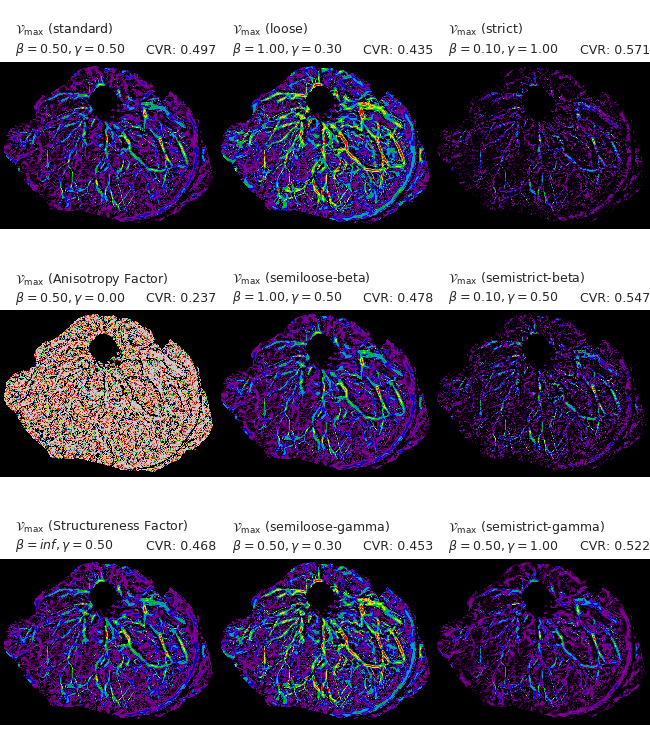 𝒱max (standard)
β = 0.50, γ = 0.50 CVR: 0.497
𝒱max (loose)
β = 1.00, γ = 0.30 CVR: 0.435
𝒱max (strict)
β = 0.10, γ = 1.00 CVR: 0.571
𝒱max (Anisotropy Factor)
β = 0.50, γ = 0.00 CVR: 0.237
𝒱max (semiloose-beta)
β = 1.00, γ = 0.50 CVR: 0.478
𝒱max (semistrict-beta)
β = 0.10, γ = 0.50 CVR: 0.547
𝒱max (Structureness Factor)
β = inf, γ = 0.50 CVR: 0.468
𝒱max (semiloose-gamma)
β = 0.50, γ = 0.30 CVR: 0.453
𝒱max (semistrict-gamma)
β = 0.50, γ = 1.00 CVR: 0.522